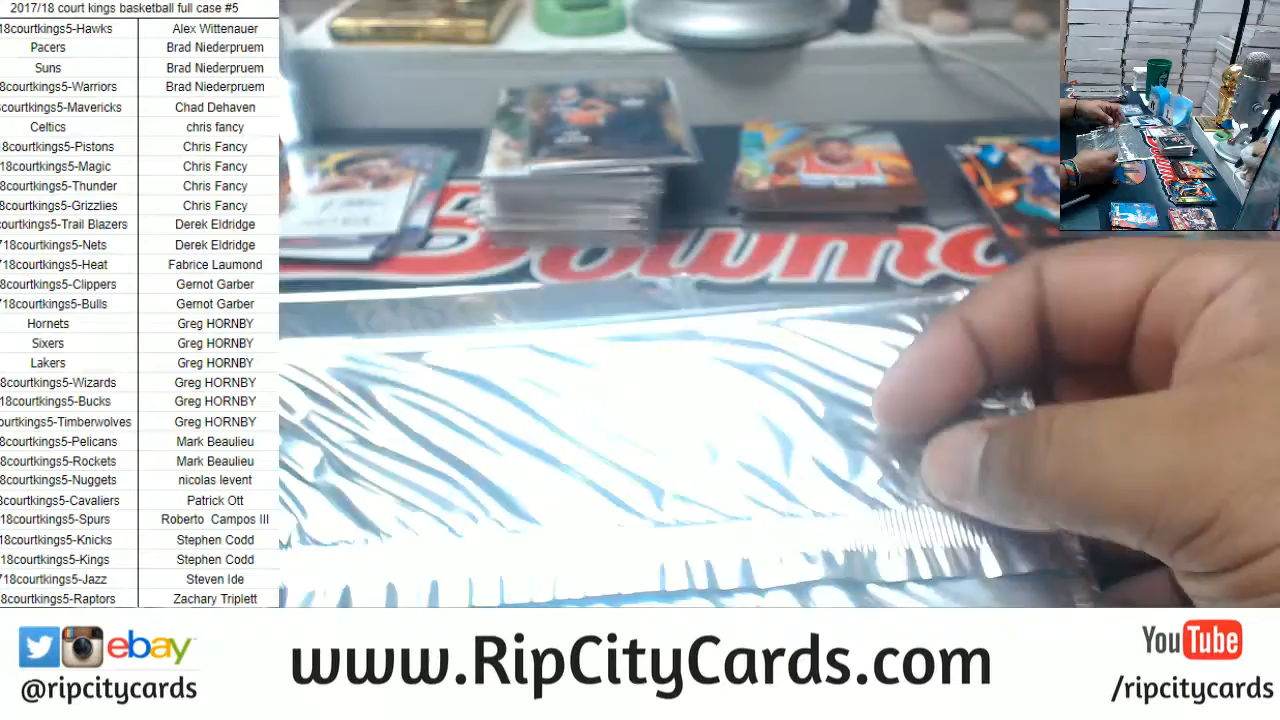 2017/18 court kings basketball full case #5
18courtkings5-Hawks Alex Wittenauer
Pacers Brad Niederpruem
Suns Brad Niederpruem
8courtkings5-Warriors Brad Niederpruem
courtkings5-Mavericks Chad Dehaven
Celtics chris fancy
18courtkings5-Pistons Chris Fancy
18courtkings5-Magic Chris Fancy
8courtkings5-Thunder Chris Fancy
8courtkings5-Grizzlies Chris Fancy
courtkings5-Trail Blazers Derek Eldridge
718courtkings5-Nets Derek Eldridge
718courtkings5-Heat Fabrice Laumond
8courtkings5-Clippers Gernot Garber
718courtkings5-Bulls Gernot Garber
Hornets Greg HORNBY
Sixers Greg HORNBY
Lakers Greg HORNBY
8courtkings5-Wizards Greg HORNBY
18courtkings5-Bucks Greg HORNBY
ourtkings5-Timberwolves Greg HORNBY
8courtkings5-Pelicans Mark Beaulieu
8courtkings5-Rockets Mark Beaulieu
8courtkings5-Nuggets nicolas levent
8courtkings5-Cavaliers Patrick Ott
18courtkings5-Spurs Roberto Campos III
18courtkings5-Knicks Stephen Codd
18courtkings5-Kings Stephen Codd
718courtkings5-Jazz Steven Ide
8courtkings5-Raptors Zachary Triplett
Bowma
ebay
@ripcitycards
www.RipCityCards.com
YouTube
/ripcitycards